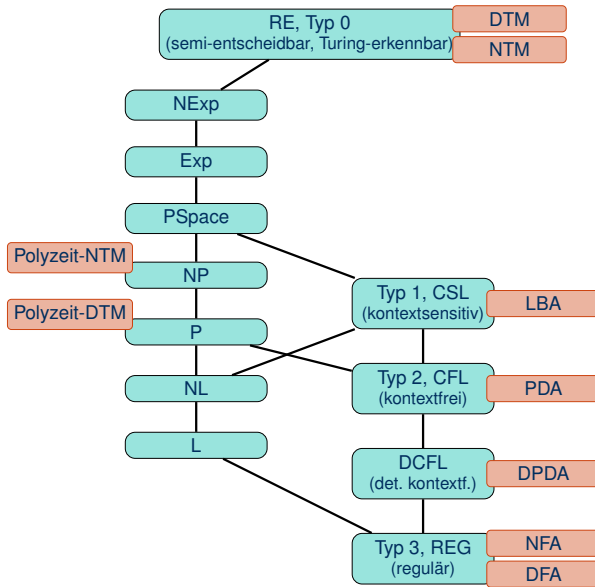 RE, Typ 0
(semi-entscheidbar, Turing-erkennbar)
DTM
NTM
NExp
Exp
PSpace
Polyzeit-NTM
NP
Polyzeit-DTM
P
NL
L
Typ 1, CSL
(kontextsensitiv)
LBA
Typ 2, CFL
(kontextfrei)
PDA
DCFL
(det. kontextf.)
DPDA
Typ 3, REG
(regulär)
NFA
DFA